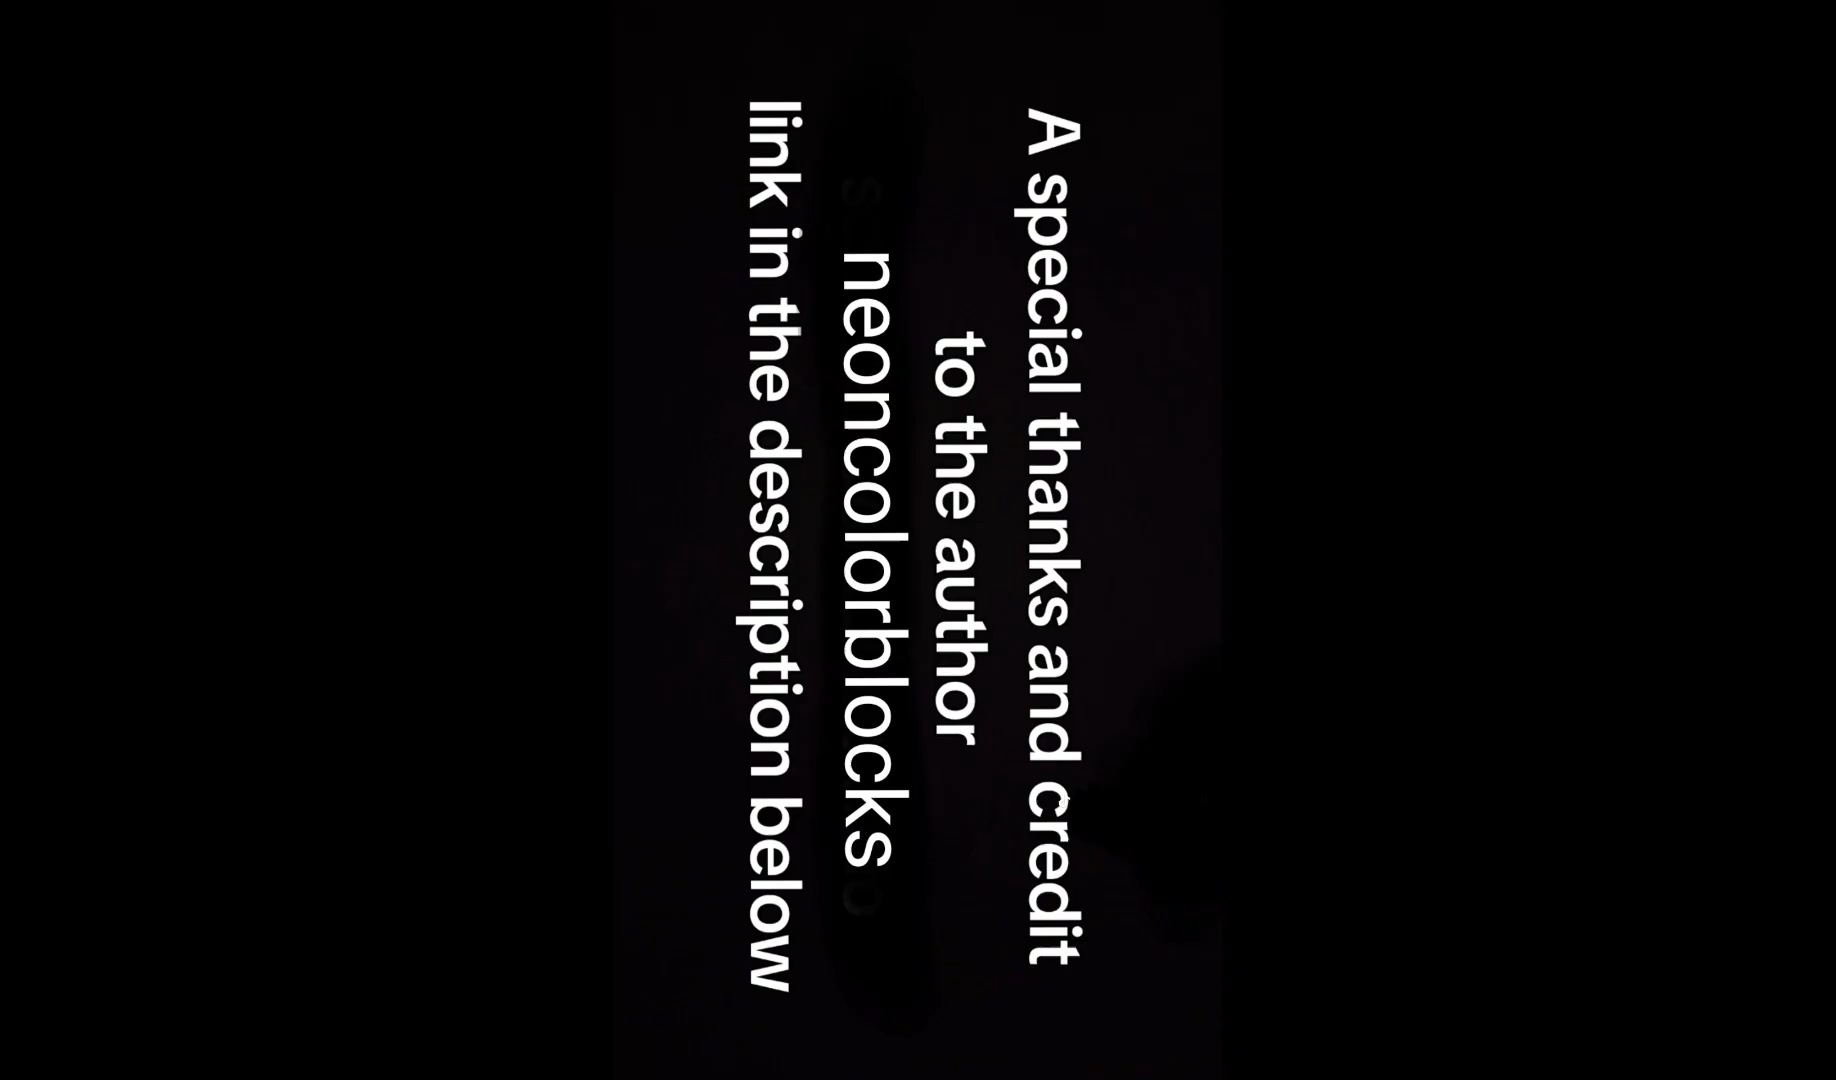 A special thanks and credit
to the author
neoncolorblocks
link in the description below